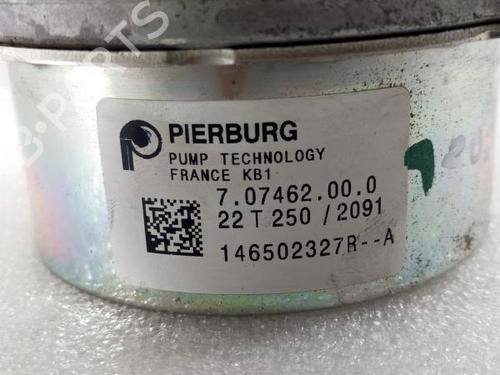 PIERBURG
PUMP TECHNOLOGY
FRANCE KB1
7.07462.00.0
22 T 250 / 2091
146502327R--A